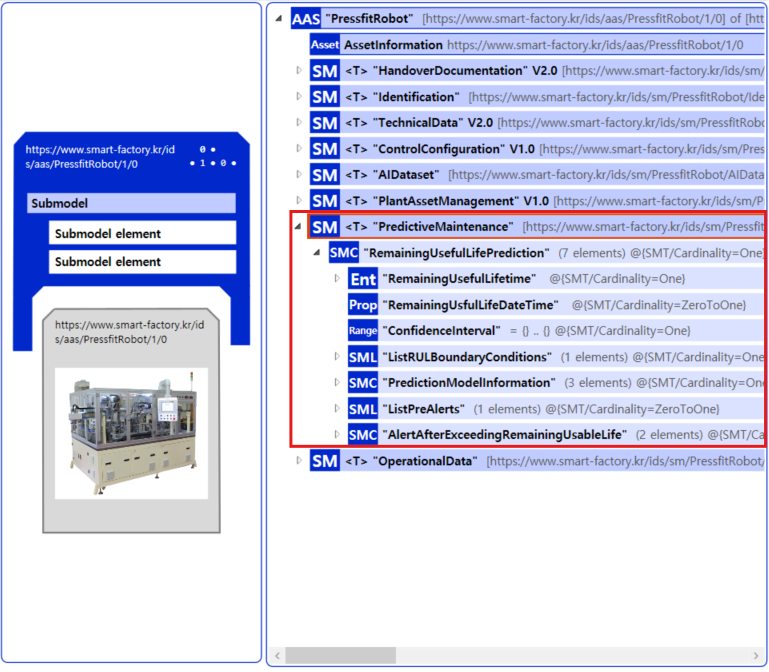 https://www.smart-factory.kr/id
s/aas/PressfitRobot/1/0
0
1 0
Submodel
Submodel element
Submodel element
https://www.smart-factory.kr/id
s/aas/PressfitRobot/1/0
AAS "PressfitRobot" [https://www.smart-factory.kr/ids/aas/PressfitRobot/1/0] of [htt
Asset AssetInformation https://www.smart-factory.kr/ids/aas/PressfitRobot/1/0
SM <T> "HandoverDocumentation" V2.0 [https://www.smart-factory.kr/ids/sm/
SM <T> "Identification" [https://www.smart-factory.kr/ids/sm/PressfitRobot/Ide
SM <T> "TechnicalData" V2.0 [https://www.smart-factory.kr/ids/sm/PressfitRobo
SM <T> "ControlConfiguration" V1.0 [https://www.smart-factory.kr/ids/sm/Pres
SM <T> "AIDataset" [https://www.smart-factory.kr/ids/sm/PressfitRobot/AIData
SM <T> "PlantAssetManagement" V1.0 [https://www.smart-factory.kr/ids/sm/P
SM <T> "PredictiveMaintenance" [https://www.smart-factory.kr/ids/sm/Pressfit
SMC "RemainingUsefulLifePrediction" (7 elements) @{SMT/Cardinality=One}
Ent "RemainingUsefulLifetime" @{SMT/Cardinality=One}
Prop "RemainingUsfulLifeDateTime" @{SMT/Cardinality=ZeroToOne}
Range "ConfidenceInterval" = {} .. {} @{SMT/Cardinality=One}
SML "ListRULBoundaryConditions" (1 elements) @{SMT/Cardinality=One
SMC "PredictionModelInformation" (3 elements) @{SMT/Cardinality=One
SML "ListPreAlerts" (1 elements) @{SMT/Cardinality=ZeroToOne}
SMC "AlertAfterExceedingRemainingUsableLife" (2 elements) @{SMT/Ca
SM <T> "OperationalData" [https://www.smart-factory.kr/ids/sm/PressfitRobot/